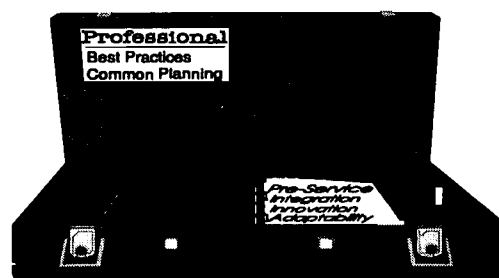 Professional
Best Practices
Common Planning
Pre-Service
Integration
Innovation
Adaptability